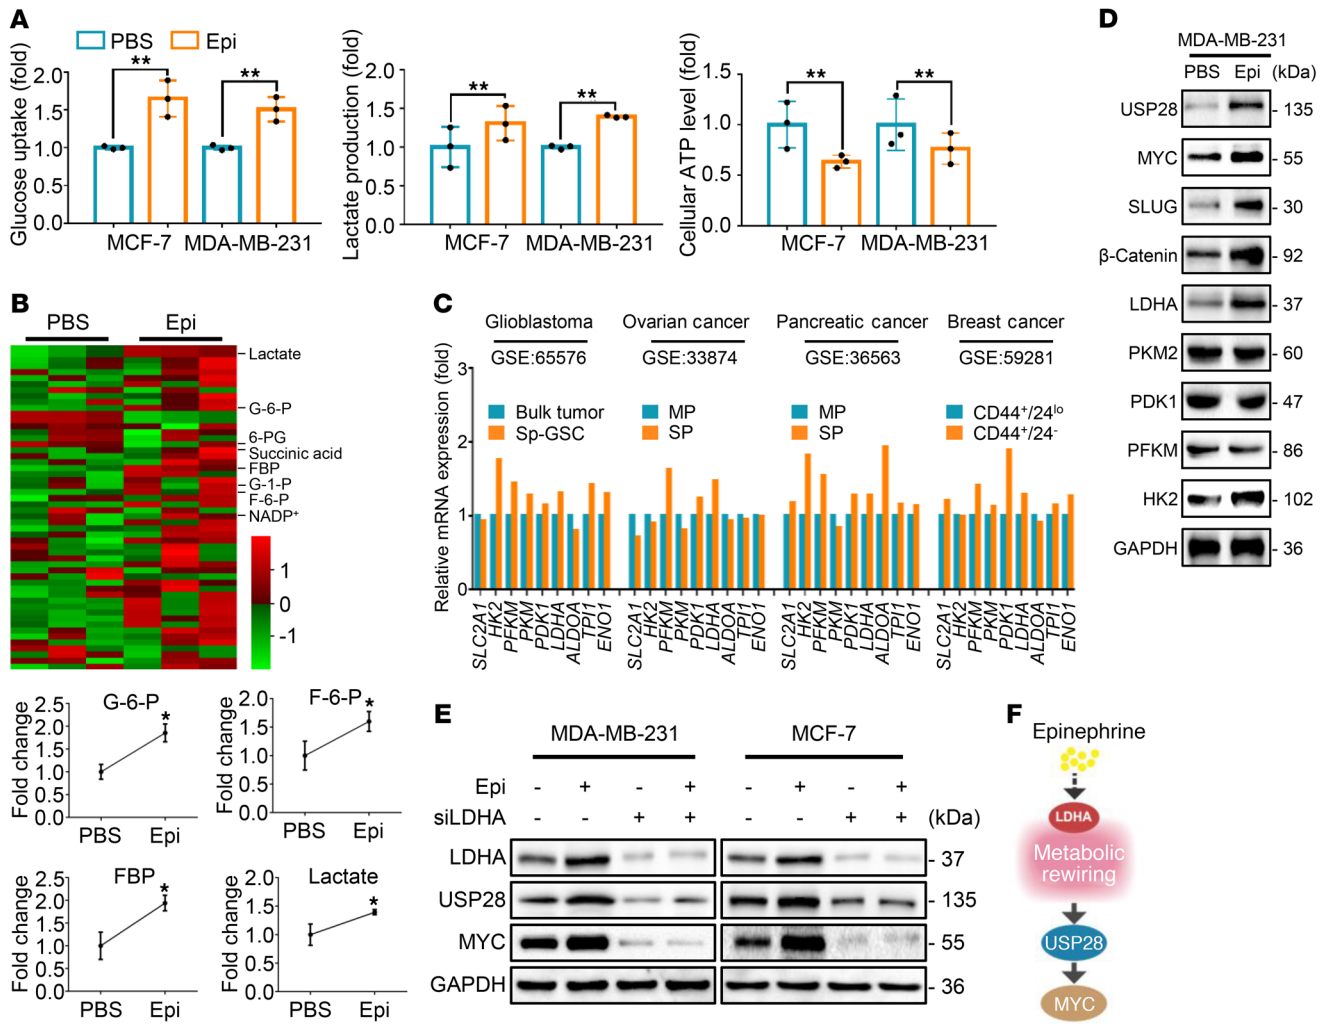 A
PBS Epi
Glucose uptake (fold)
2.0
1.5
1.0
0.5
0.0
** **
MCF-7 MDA-MB-231
Lactate production (fold)
2.0
1.5
1.0
0.5
0.0
** **
MCF-7 MDA-MB-231
Cellular ATP level (fold)
1.5
1.0
0.5
0.0
** **
MCF-7 MDA-MB-231
B
PBS Epi
Lactate
G-6-P
6-PG
Succinic acid
FBP
G-1-P
F-6-P
NADP⁺
1
0
-1
G-6-P
Fold change
2.5
2.0
1.5
1.0
0.5
0.0
*
PBS Epi
F-6-P
Fold change
2.0
1.5
1.0
0.5
0.0
*
PBS Epi
FBP
Fold change
2.5
2.0
1.5
1.0
0.5
0.0
*
PBS Epi
Lactate
Fold change
2.0
1.5
1.0
0.5
0.0
*
PBS Epi
C
Glioblastoma Ovarian cancer Pancreatic cancer Breast cancer
GSE:65576 GSE:33874 GSE:36563 GSE:59281
Relative mRNA expression (fold)
3
2
1
0
Bulk tumor MP MP CD44⁺/24ˡᵒ
Sp-GSC SP SP CD44⁺/24⁻
SLC2A1 HK2 PFKM PKM PDK1 LDHA ALDOA TPI1 ENO1
SLC2A1 HK2 PFKM PKM PDK1 LDHA ALDOA TPI1 ENO1
SLC2A1 HK2 PFKM PKM PDK1 LDHA ALDOA TPI1 ENO1
SLC2A1 HK2 PFKM PKM PDK1 LDHA ALDOA TPI1 ENO1
D
MDA-MB-231
PBS Epi (kDa)
USP28 - 135
MYC - 55
SLUG - 30
β-Catenin - 92
LDHA - 37
PKM2 - 60
PDK1 - 47
PFKM - 86
HK2 - 102
GAPDH - 36
E
MDA-MB-231 MCF-7
Epi - + - + - + - +
siLDHA - - + + - - + + (kDa)
LDHA - 37
USP28 - 135
MYC - 55
GAPDH - 36
F
Epinephrine
LDHA
Metabolic
rewiring
USP28
MYC